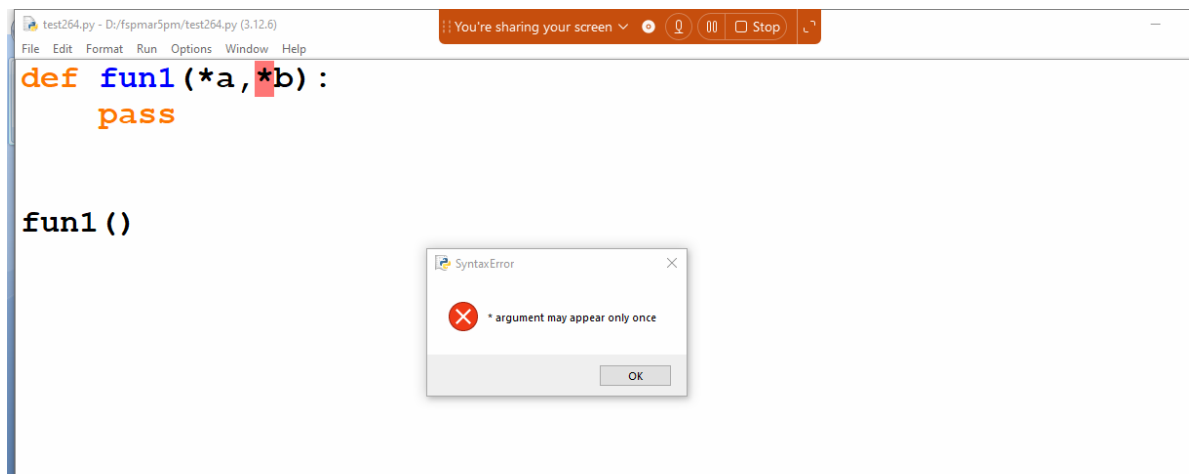 test264.py - D:/fspmar5pm/test264.py (3.12.6)
You're sharing your screen
Stop
File Edit Format Run Options Window Help
def fun1(*a,*b):
    pass
fun1()
SyntaxError
* argument may appear only once
OK